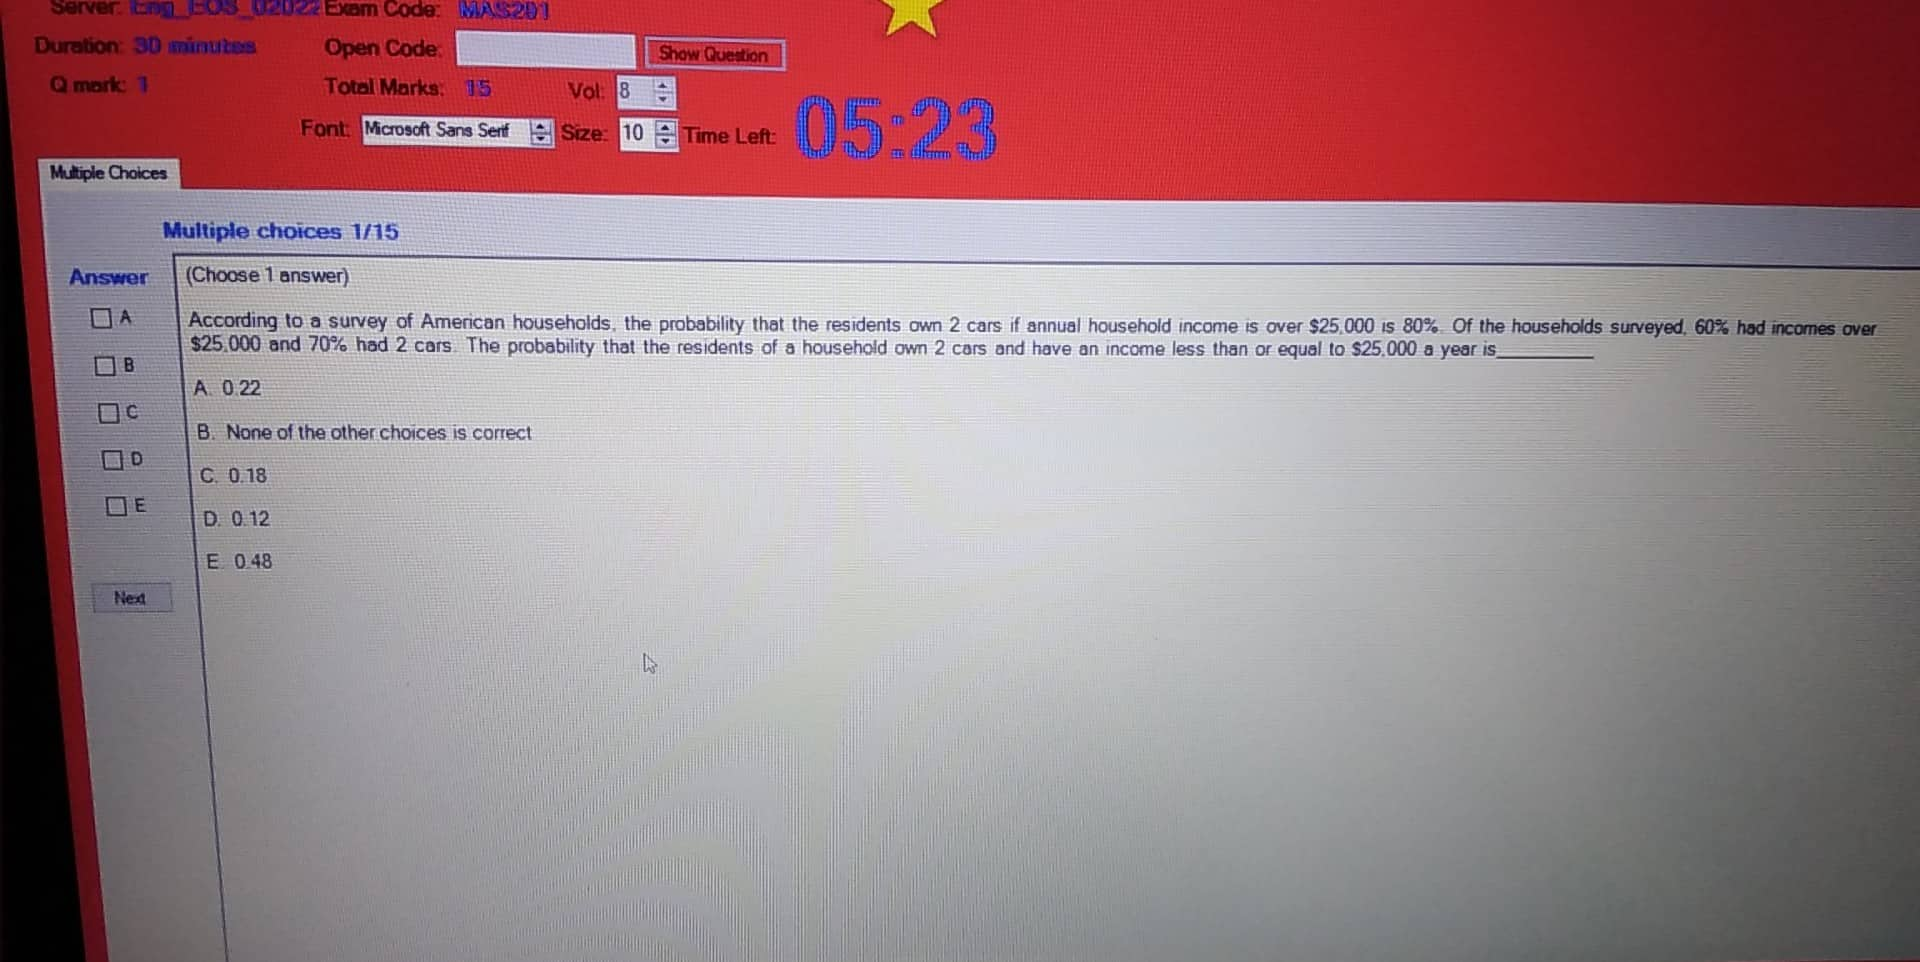 Server: Eng_EOS_02022 Exam Code: MAS291
Duration: 30 minutes Open Code: Show Question
Q mark: 1 Total Marks: 15 Vol: 8
Font: Microsoft Sans Serif Size: 10 Time Left: 05:23
Multiple Choices
Multiple choices 1/15
Answer (Choose 1 answer)
A
According to a survey of American households, the probability that the residents own 2 cars if annual household income is over $25,000 is 80%. Of the households surveyed, 60% had incomes over
$25,000 and 70% had 2 cars. The probability that the residents of a household own 2 cars and have an income less than or equal to $25,000 a year is__________
B
A. 0.22
C
B. None of the other choices is correct
D
C. 0.18
E
D. 0.12
E. 0.48
Next